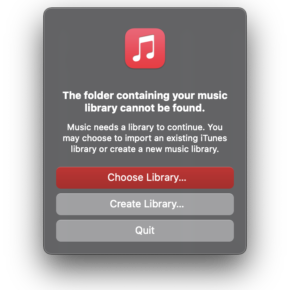 The folder containing your music
library cannot be found.
Music needs a library to continue. You
may choose to import an existing iTunes
library or create a new music library.
Choose Library...
Create Library...
Quit